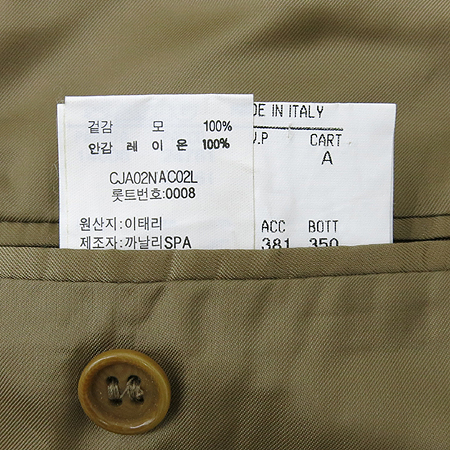 겉감 모 100%
안감 레이온 100%
CJA02NAC02L
롯트번호:0008
원산지:이태리
제조자:까날리SPA
DE IN ITALY
.P CART
A
ACC BOTT
381 350